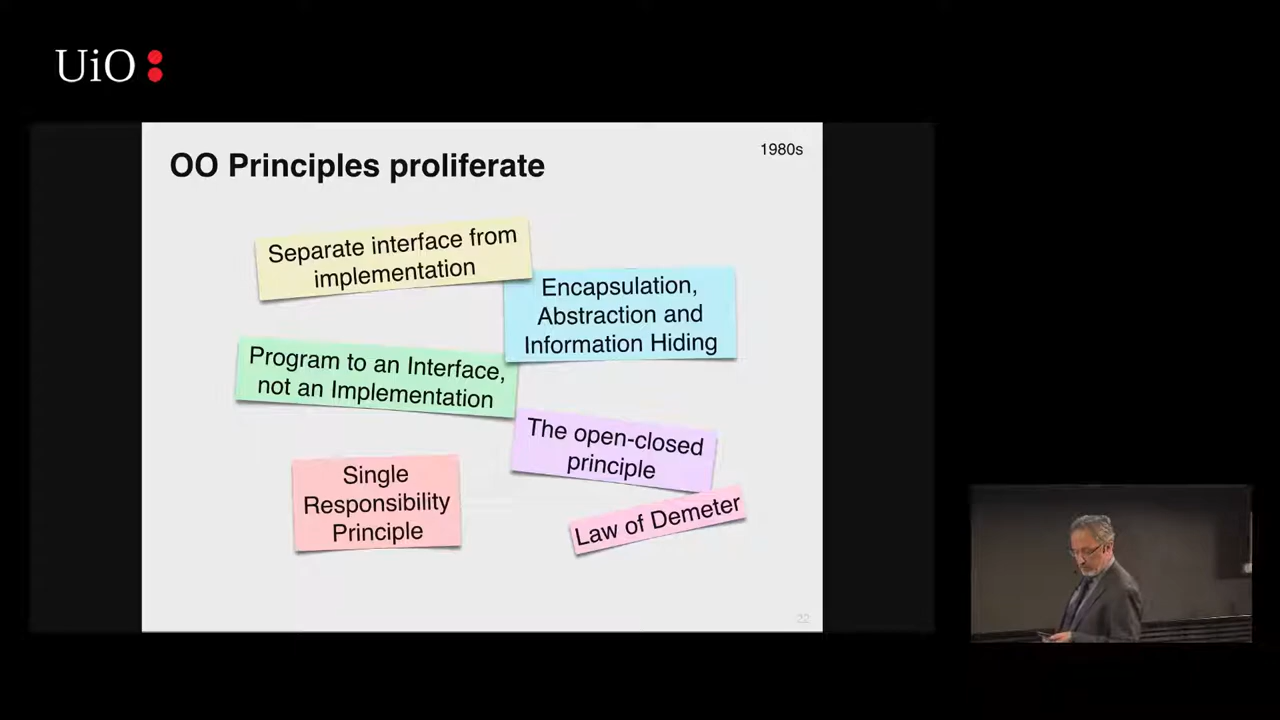 UiO:
OO Principles proliferate
1980s
Separate interface from
implementation
Encapsulation,
Abstraction and
Information Hiding
Program to an Interface,
not an Implementation
The open-closed
principle
Single
Responsibility
Principle
Law of Demeter
22